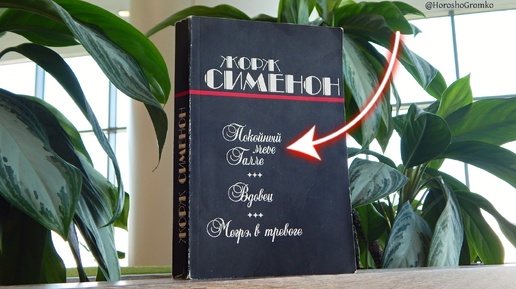 @HoroshoGromko
ЖОРЖ
СИМЕНОН
Покойный
месье
Галле
+++
Вдовец
+++
Мегрэ в тревоге
ЖОРЖ СИМЕНОН